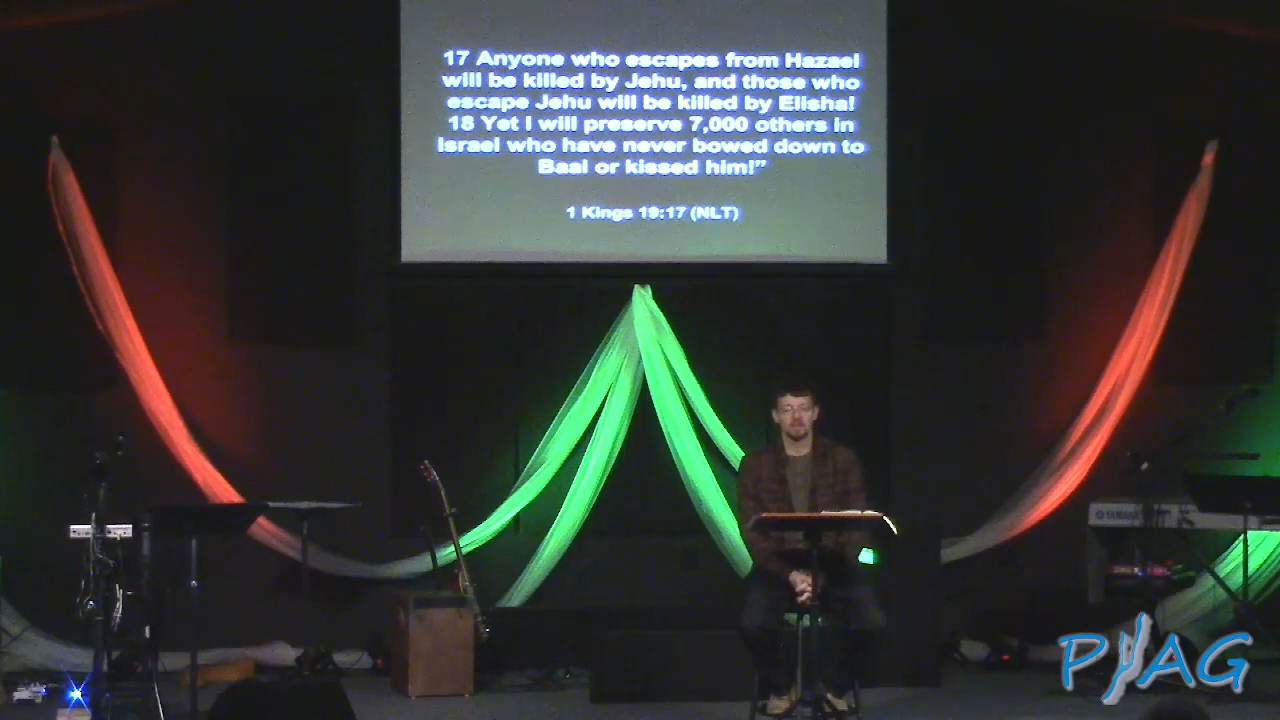 17 Anyone who escapes from Hazael
will be killed by Jehu, and those who
escape Jehu will be killed by Elisha!
18 Yet I will preserve 7,000 others in
Israel who have never bowed down to
Baal or kissed him!”
1 Kings 19:17 (NLT)
YAMAHA
PYAG